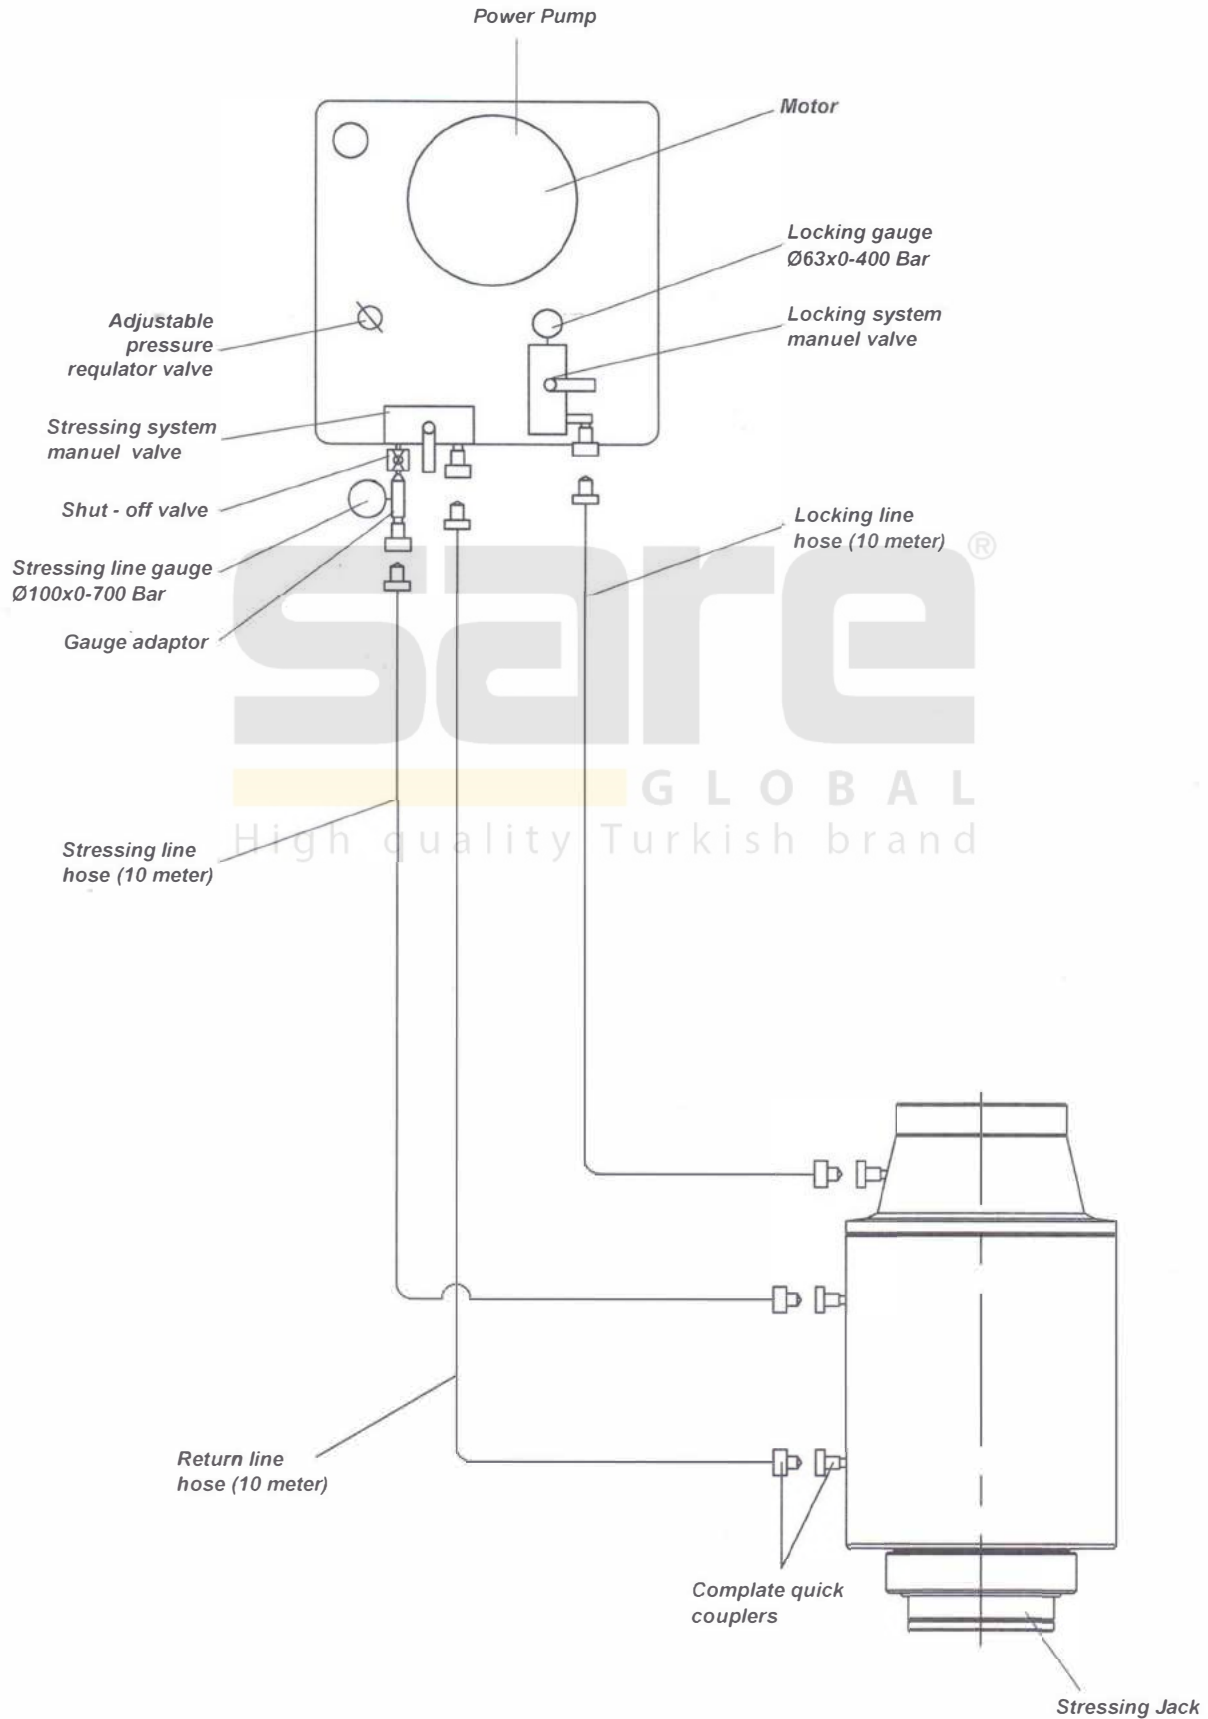 Power Pump
Motor
Locking gauge
Ø63x0-400 Bar
Locking system
manuel valve
Adjustable
pressure
requlator valve
Stressing system
manuel valve
Shut - off valve
Stressing line gauge
Ø100x0-700 Bar
Gauge adaptor
Locking line
hose (10 meter)
sare®
GLOBAL
High quality Turkish brand
Stressing line
hose (10 meter)
Return line
hose (10 meter)
Complate quick
couplers
Stressing Jack